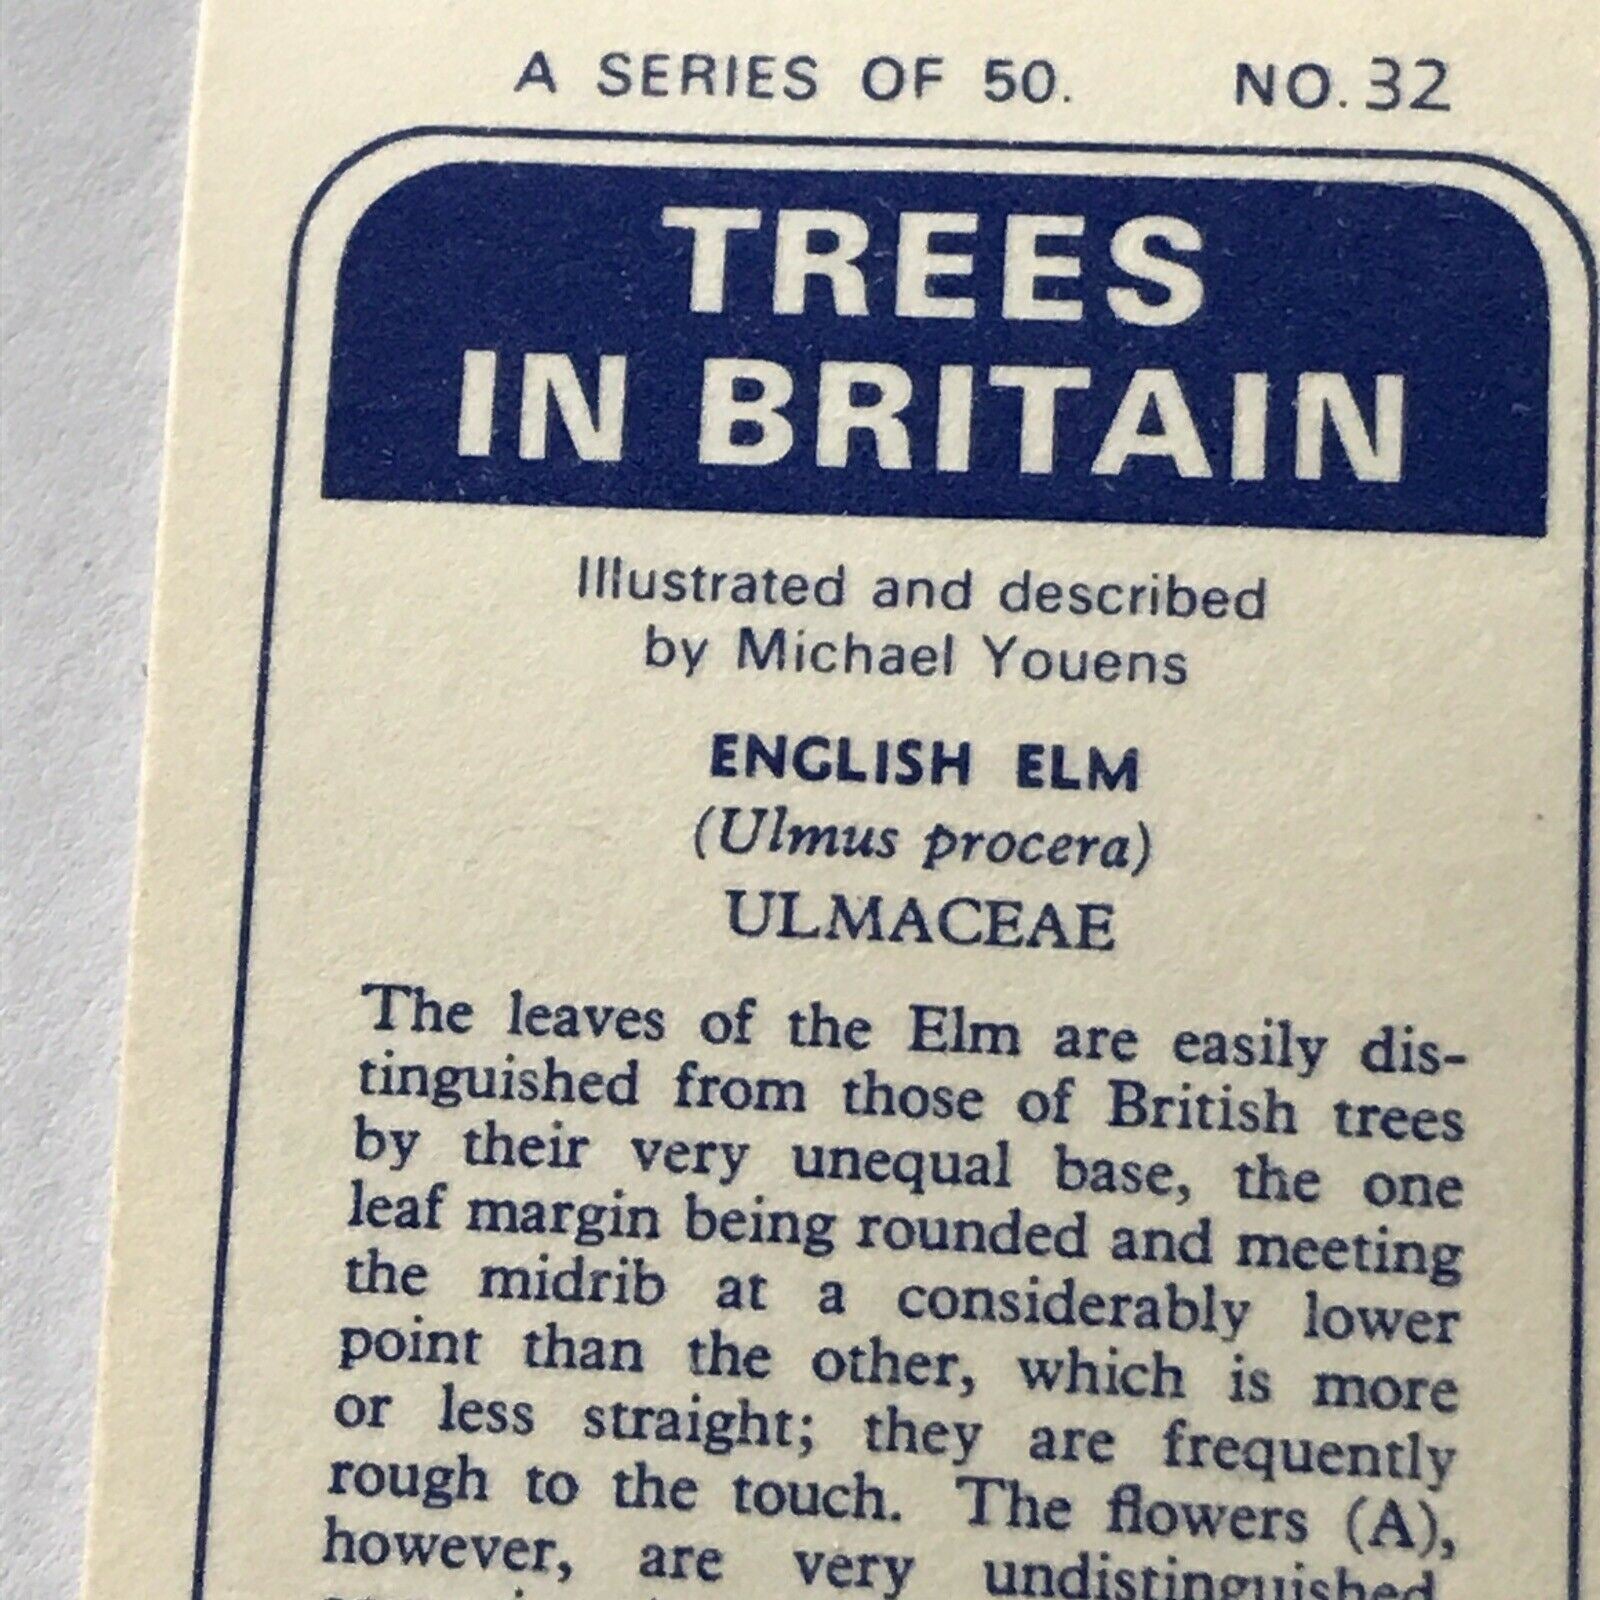 A SERIES OF 50. NO. 32
TREES
IN BRITAIN
Illustrated and described
by Michael Youens
ENGLISH ELM
(Ulmus procera)
ULMACEAE
The leaves of the Elm are easily dis-
tinguished from those of British trees
by their very unequal base, the one
leaf margin being rounded and meeting
the midrib at a considerably lower
point than the other, which is more
or less straight; they are frequently
rough to the touch. The flowers (A),
however, are very undistinguished,